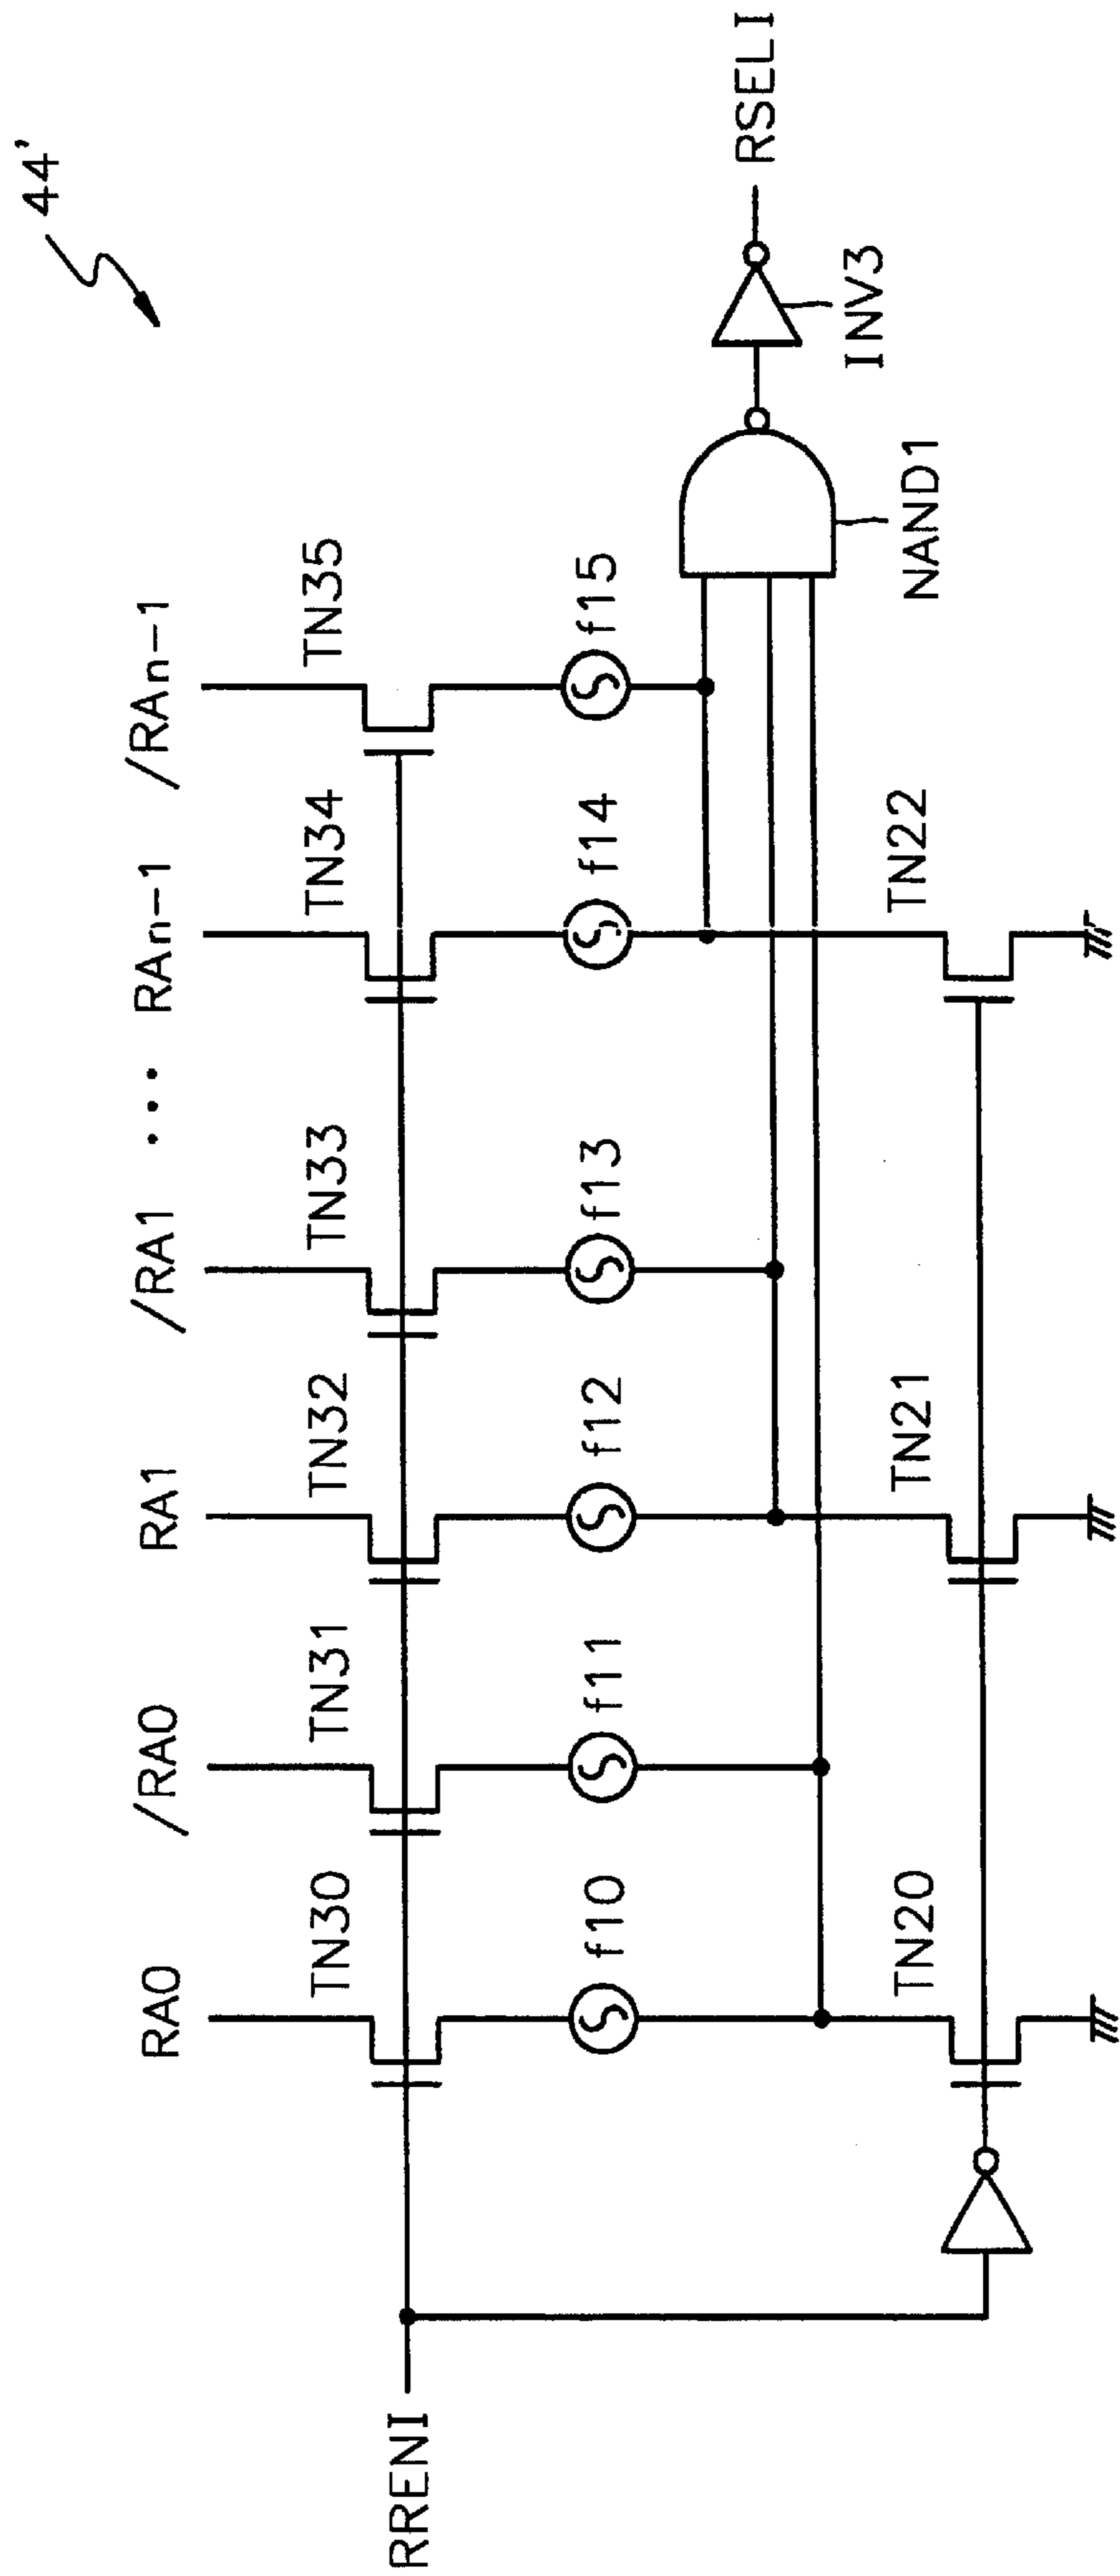 44'
RA0 /RA0 RA1 /RA1 ... RAn-1 /RAn-1
TN30 TN31 TN32 TN33 TN34 TN35
RRENI
f10 f11 f12 f13 f14 f15
RSELI
INV3
NAND1
TN20 TN21 TN22